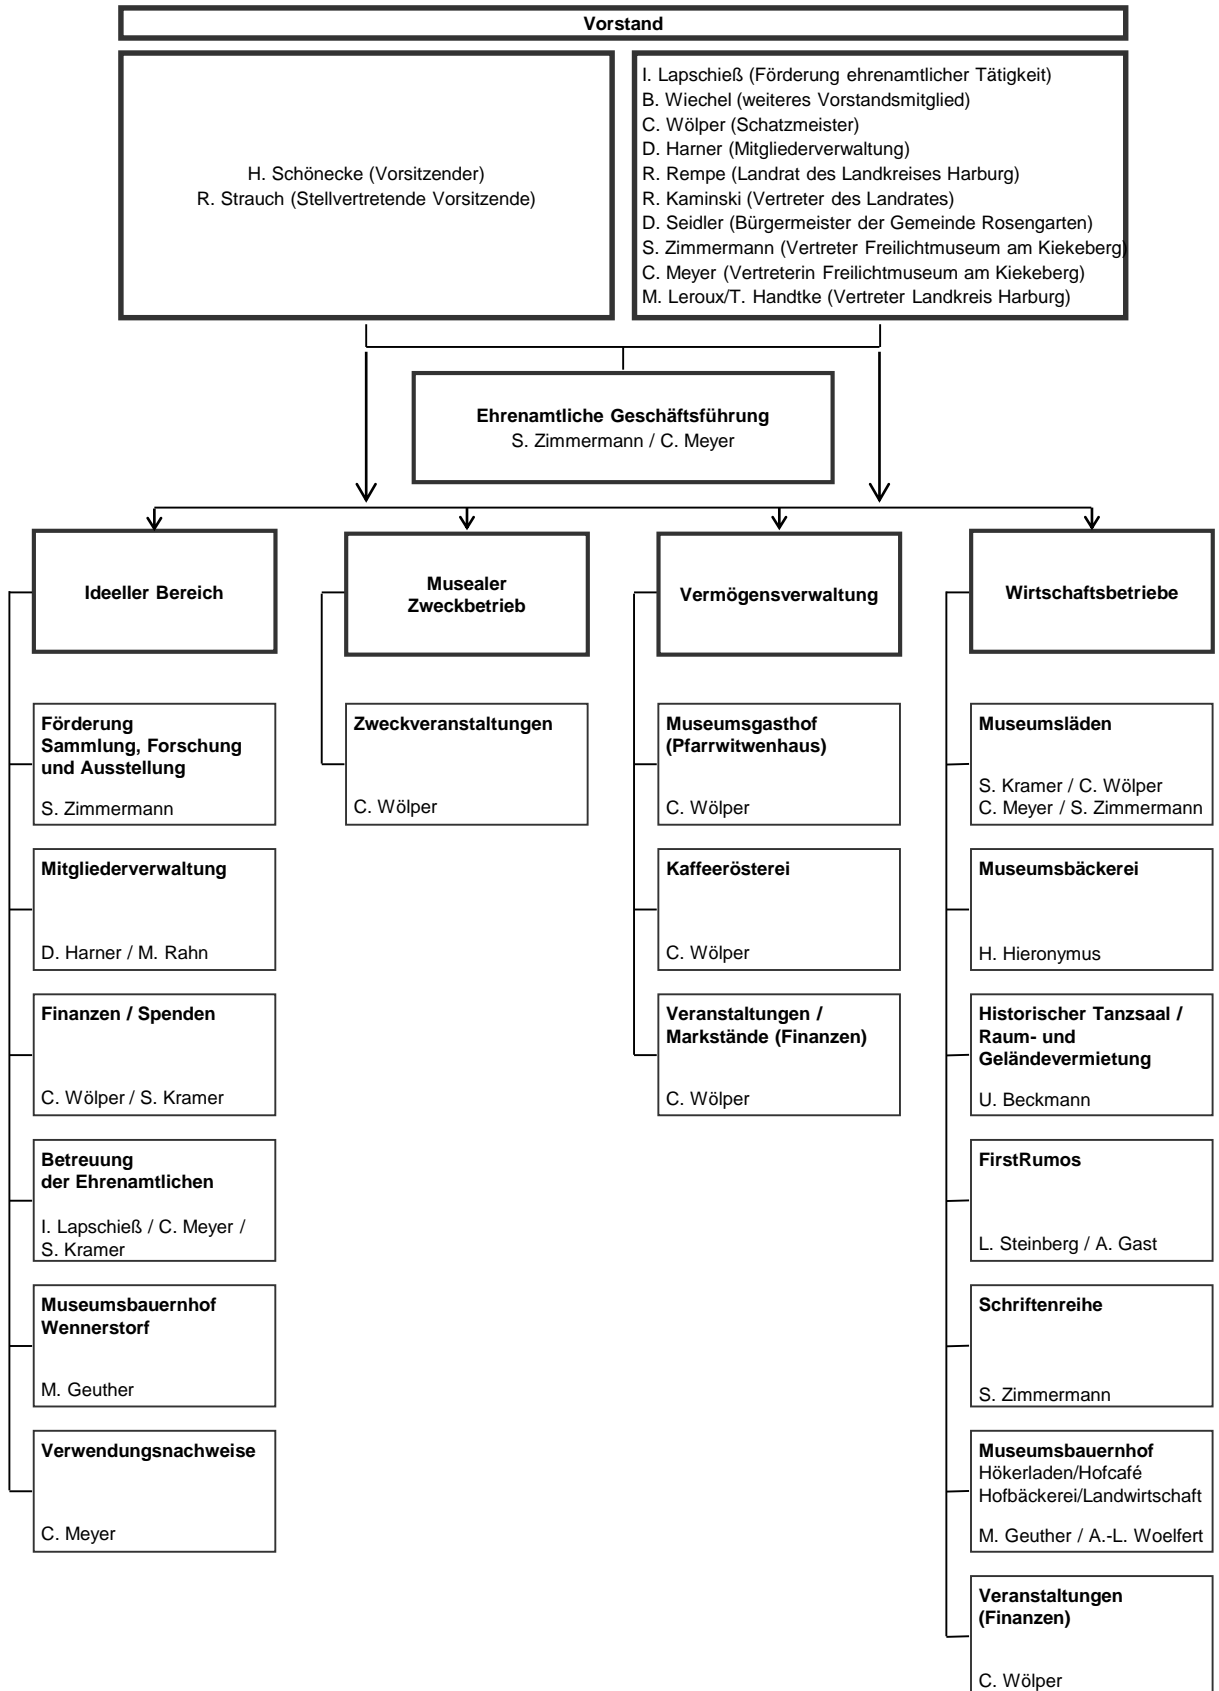 Vorstand
H. Schönecke (Vorsitzender)
R. Strauch (Stellvertretende Vorsitzende)
I. Lapschieß (Förderung ehrenamtlicher Tätigkeit)
B. Wiechel (weiteres Vorstandsmitglied)
C. Wölper (Schatzmeister)
D. Harner (Mitgliederverwaltung)
R. Rempe (Landrat des Landkreises Harburg)
R. Kaminski (Vertreter des Landrates)
D. Seidler (Bürgermeister der Gemeinde Rosengarten)
S. Zimmermann (Vertreter Freilichtmuseum am Kiekeberg)
C. Meyer (Vertreterin Freilichtmuseum am Kiekeberg)
M. Leroux/T. Handtke (Vertreter Landkreis Harburg)
Ehrenamtliche Geschäftsführung
S. Zimmermann / C. Meyer
Ideeller Bereich
Förderung
Sammlung, Forschung
und Ausstellung
S. Zimmermann
Mitgliederverwaltung
D. Harner / M. Rahn
Finanzen / Spenden
C. Wölper / S. Kramer
Betreuung
der Ehrenamtlichen
I. Lapschieß / C. Meyer /
S. Kramer
Museumsbauernhof
Wennerstorf
M. Geuther
Verwendungsnachweise
C. Meyer
Musealer
Zweckbetrieb
Zweckveranstaltungen
C. Wölper
Vermögensverwaltung
Museumsgasthof
(Pfarrwitwenhaus)
C. Wölper
Kaffeerösterei
C. Wölper
Veranstaltungen /
Markstände (Finanzen)
C. Wölper
Wirtschaftsbetriebe
Museumsläden
S. Kramer / C. Wölper
C. Meyer / S. Zimmermann
Museumsbäckerei
H. Hieronymus
Historischer Tanzsaal /
Raum- und
Geländevermietung
U. Beckmann
FirstRumos
L. Steinberg / A. Gast
Schriftenreihe
S. Zimmermann
Museumsbauernhof
Hökerladen/Hofcafé
Hofbäckerei/Landwirtschaft
M. Geuther / A.-L. Woelfert
Veranstaltungen
(Finanzen)
C. Wölper